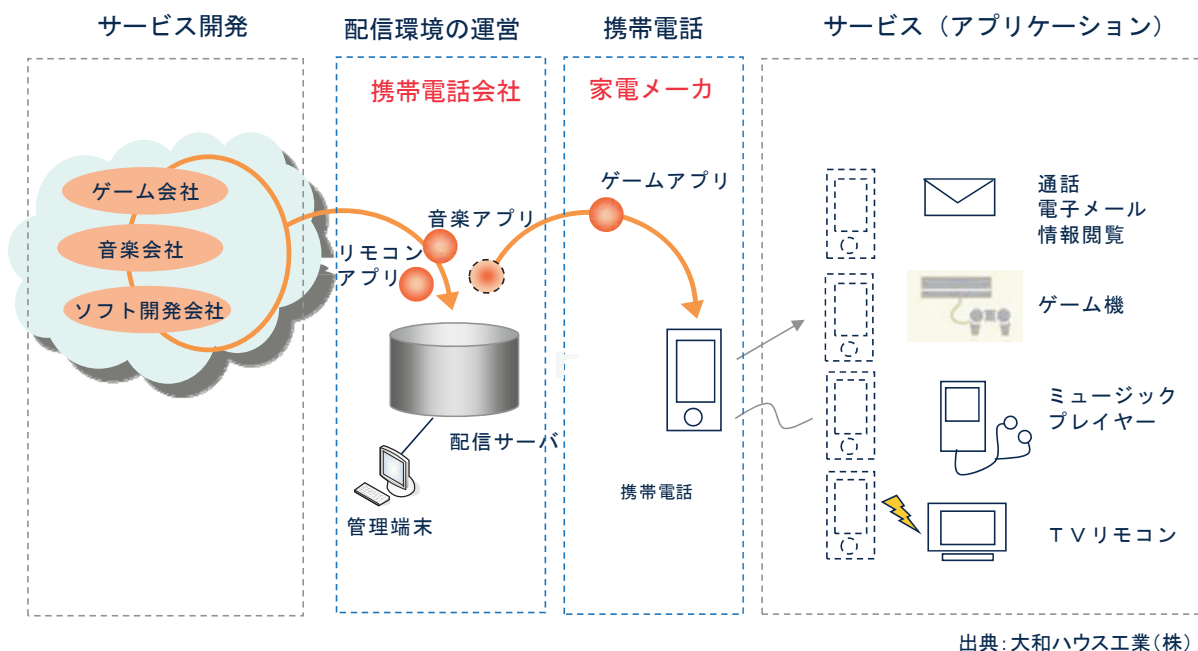 サービス開発
配信環境の運営
携帯電話
サービス（アプリケーション）
携帯電話会社
家電メーカ
ゲーム会社
音楽会社
ソフト開発会社
音楽アプリ
リモコン
アプリ
ゲームアプリ
配信サーバ
管理端末
携帯電話
通話
電子メール
情報閲覧
ゲーム機
ミュージック
プレイヤー
ＴＶリモコン
出典：大和ハウス工業（株）